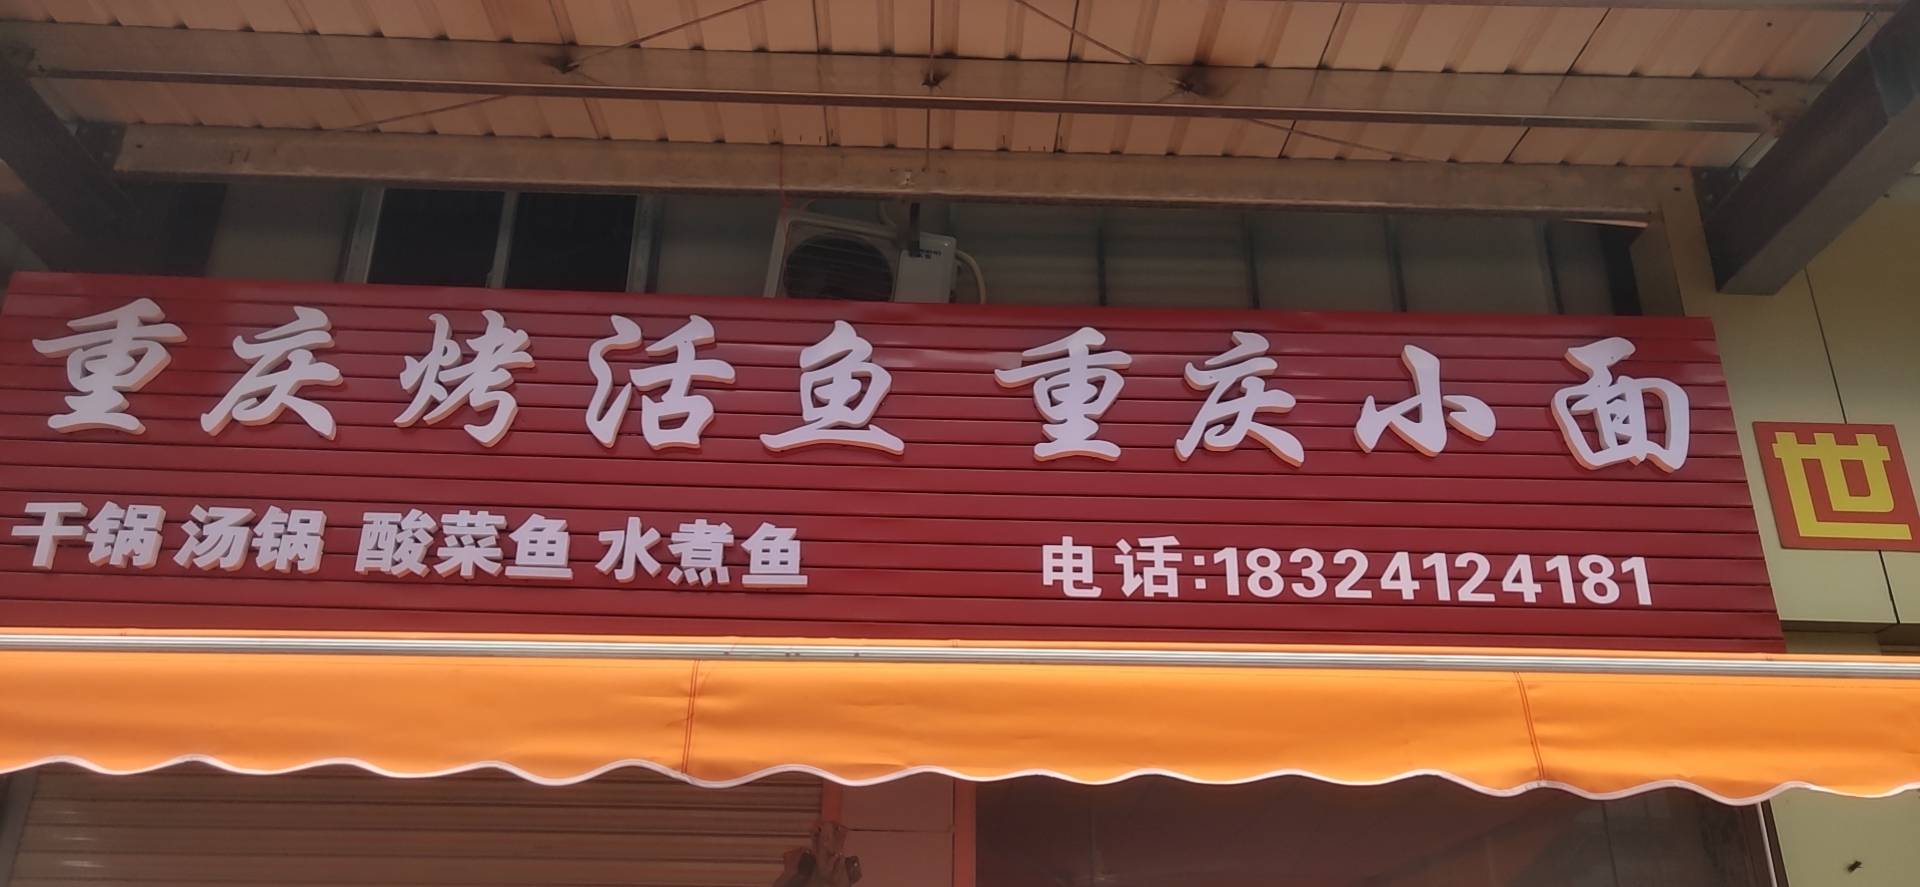 重庆烤活鱼 重庆小面
干锅 汤锅 酸菜鱼 水煮鱼
电话:18324124181
世